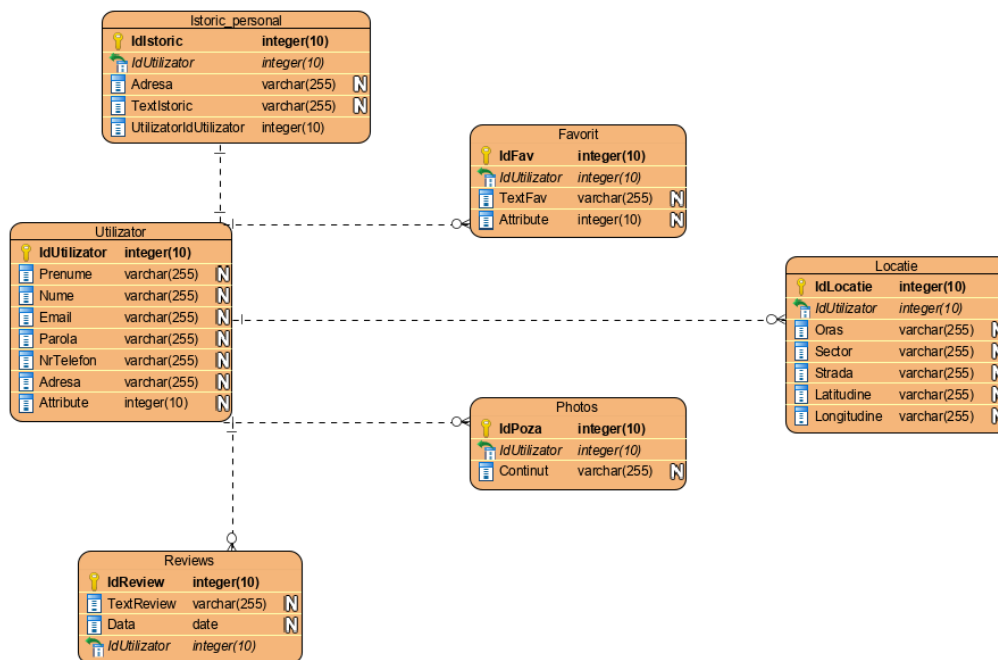 Istoric_personal
IdIstoric integer(10)
IdUtilizator integer(10)
Adresa varchar(255) N
TextIstoric varchar(255) N
UtilizatorIdUtilizator integer(10)
Favorit
IdFav integer(10)
IdUtilizator integer(10)
TextFav varchar(255) N
Attribute integer(10) N
Utilizator
IdUtilizator integer(10)
Prenume varchar(255) N
Nume varchar(255) N
Email varchar(255) N
Parola varchar(255) N
NrTelefon varchar(255) N
Adresa varchar(255) N
Attribute integer(10) N
Locatie
IdLocatie integer(10)
IdUtilizator integer(10)
Oras varchar(255) N
Sector varchar(255) N
Strada varchar(255) N
Latitudine varchar(255) N
Longitudine varchar(255) N
Photos
IdPoza integer(10)
IdUtilizator integer(10)
Continut varchar(255) N
Reviews
IdReview integer(10)
TextReview varchar(255) N
Data date N
IdUtilizator integer(10)